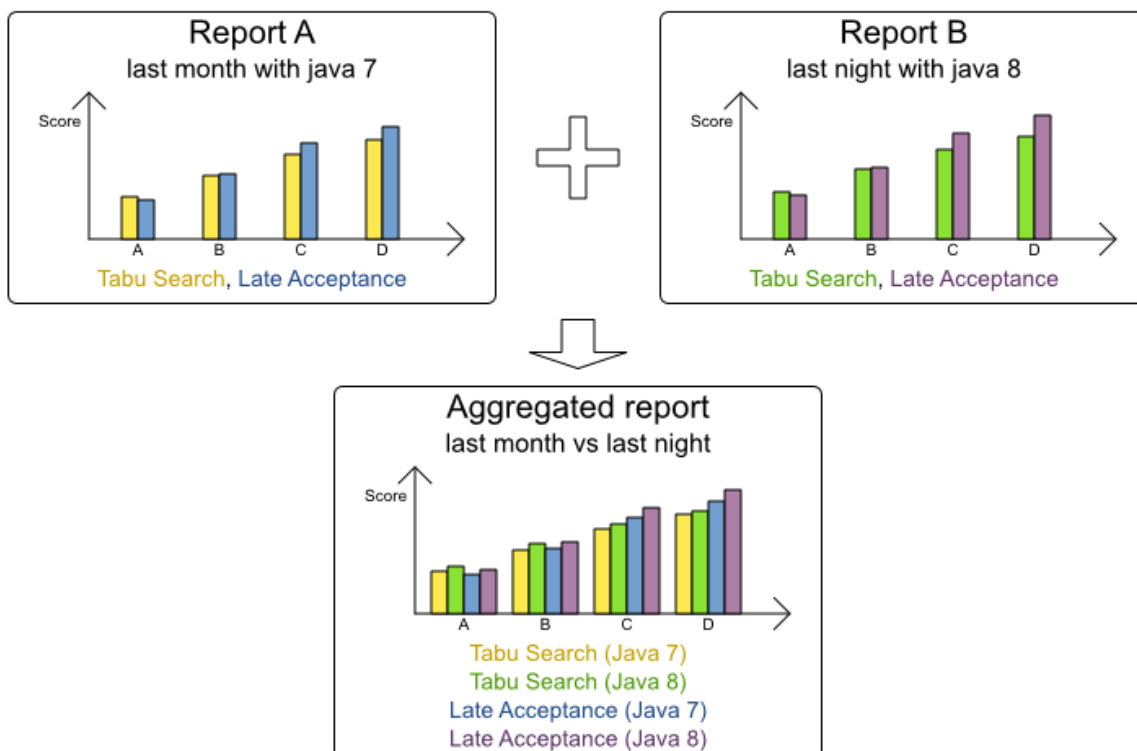 Report A
last month with java 7
Score
A B C D
Tabu Search, Late Acceptance
Report B
last night with java 8
Score
A B C D
Tabu Search, Late Acceptance
Aggregated report
last month vs last night
Score
A B C D
Tabu Search (Java 7)
Tabu Search (Java 8)
Late Acceptance (Java 7)
Late Acceptance (Java 8)